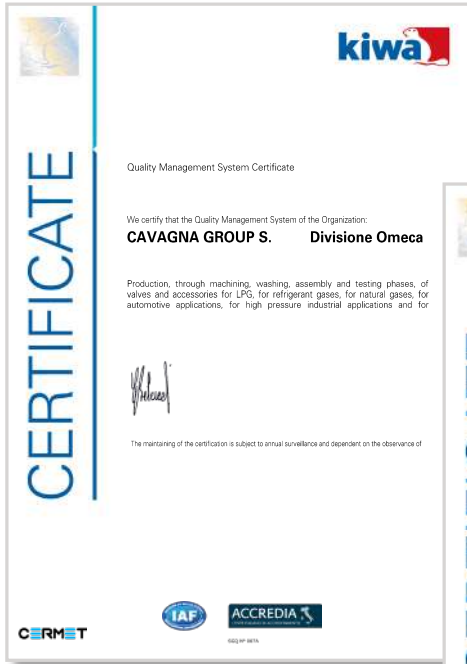 kiwa
CERTIFICATE
Quality Management System Certificate
We certify that the Quality Management System of the Organization:
CAVAGNA GROUP S. Divisione Omeca
Production, through machining, washing, assembly and testing phases, of
valves and accessories for LPG, for refrigerant gases, for natural gases, for
automotive applications, for high pressure industrial applications and for
The maintaining of the certification is subject to annual surveillance and dependent on the observance of
CERMET
IAF
ACCREDIA